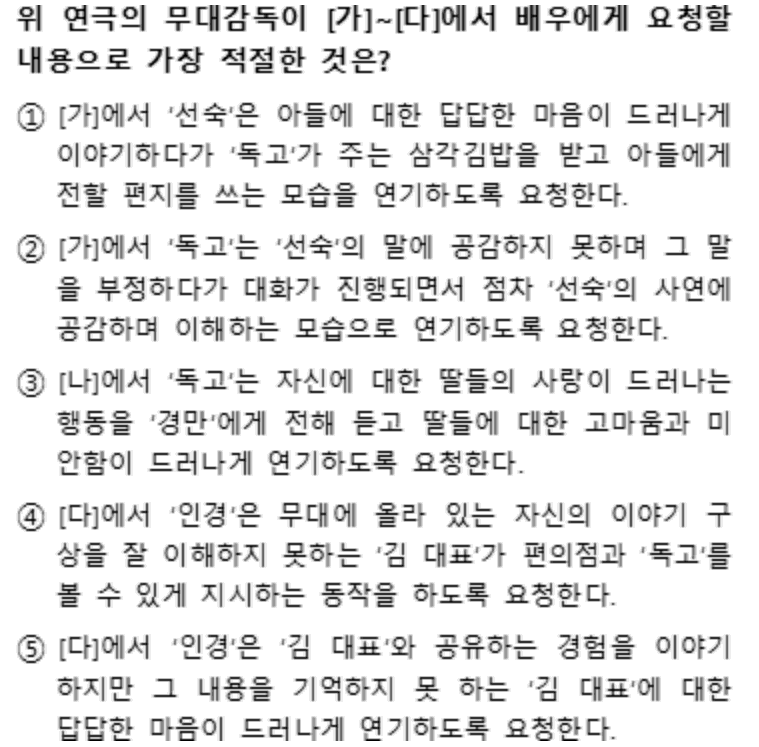 위 연극의 무대감독이 [가]~[다]에서 배우에게 요청할
내용으로 가장 적절한 것은?
① [가]에서 '선숙'은 아들에 대한 답답한 마음이 드러나게
이야기하다가 '독고'가 주는 삼각김밥을 받고 아들에게
전할 편지를 쓰는 모습을 연기하도록 요청한다.
② [가]에서 '독고'는 '선숙'의 말에 공감하지 못하며 그 말
을 부정하다가 대화가 진행되면서 점차 '선숙'의 사연에
공감하며 이해하는 모습으로 연기하도록 요청한다.
③ [나]에서 '독고'는 자신에 대한 딸들의 사랑이 드러나는
행동을 '경만'에게 전해 듣고 딸들에 대한 고마움과 미
안함이 드러나게 연기하도록 요청한다.
④ [다]에서 '인경'은 무대에 올라 있는 자신의 이야기 구
상을 잘 이해하지 못하는 '김 대표'가 편의점과 '독고'를
볼 수 있게 지시하는 동작을 하도록 요청한다.
⑤ [다]에서 '인경'은 '김 대표'와 공유하는 경험을 이야기
하지만 그 내용을 기억하지 못 하는 '김 대표'에 대한
답답한 마음이 드러나게 연기하도록 요청한다.